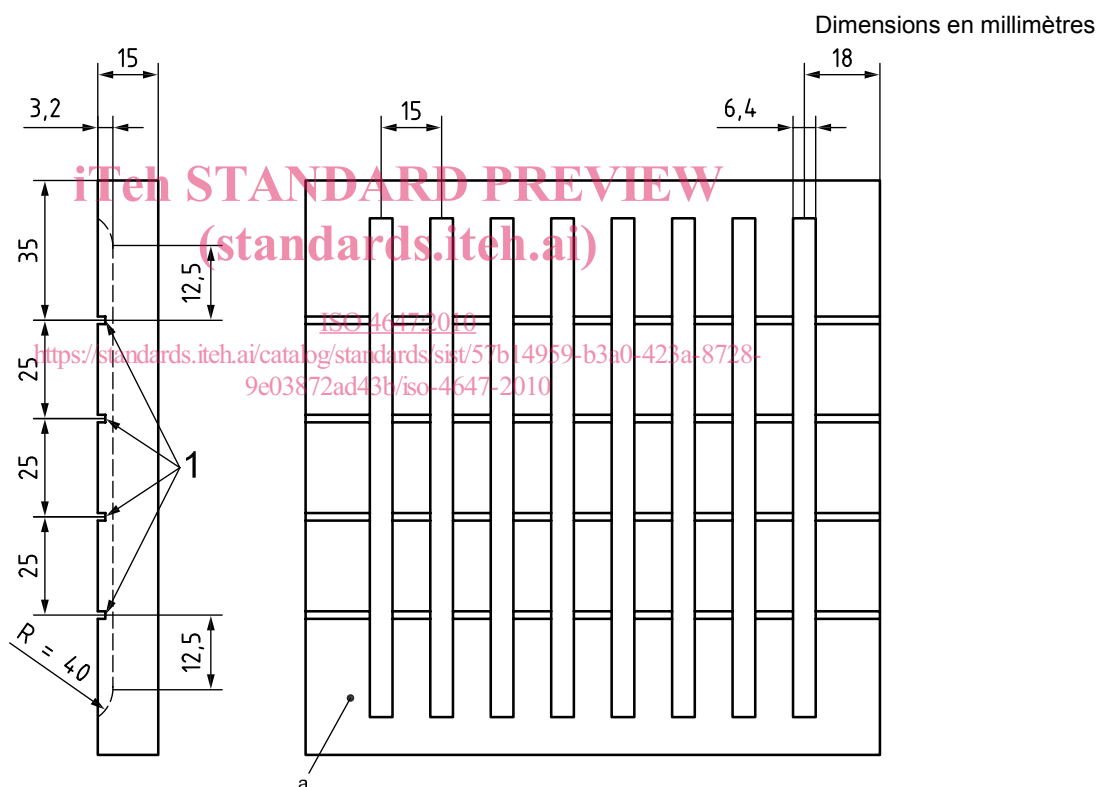 Dimensions en millimètres
15
18
3,2
15
6,4
iTeh STANDARD PREVIEW
(standards.iteh.ai)
35
12,5
ISO 4647:2010
https://standards.iteh.ai/catalog/standards/sist/57b14959-b3a0-423a-8728-
9e03872ad43b/iso-4647-2010
25
25
1
25
12,5
R = 40
a